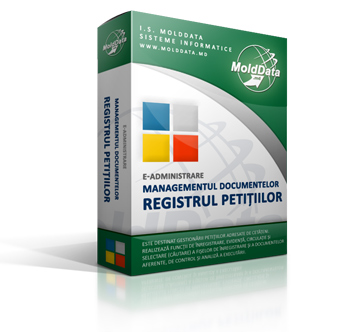 I.S. MOLDDATA
SISTEME INFORMATICE
WWW.MOLDDATA.MD
MoldData
E-ADMINISTRARE
MANAGEMENTUL DOCUMENTELOR
REGISTRUL PETIȚIILOR
ESTE DESTINAT GESTIONĂRII PETIȚIILOR ADRESATE DE CETĂȚENI.
REALIZEAZĂ FUNCȚII DE ÎNREGISTRARE, EVIDENȚĂ, CIRCULAȚIE ȘI
SELECTARE (CĂUTARE) A FIȘELOR DE ÎNREGISTRARE ȘI A DOCUMENTELOR
AFERENTE, DE CONTROL ȘI ANALIZĂ A EXECUTĂRII.
E-ADMINISTRARE
MANAGEMENTUL DOCUMENTELOR
REGISTRUL PETIȚIILOR